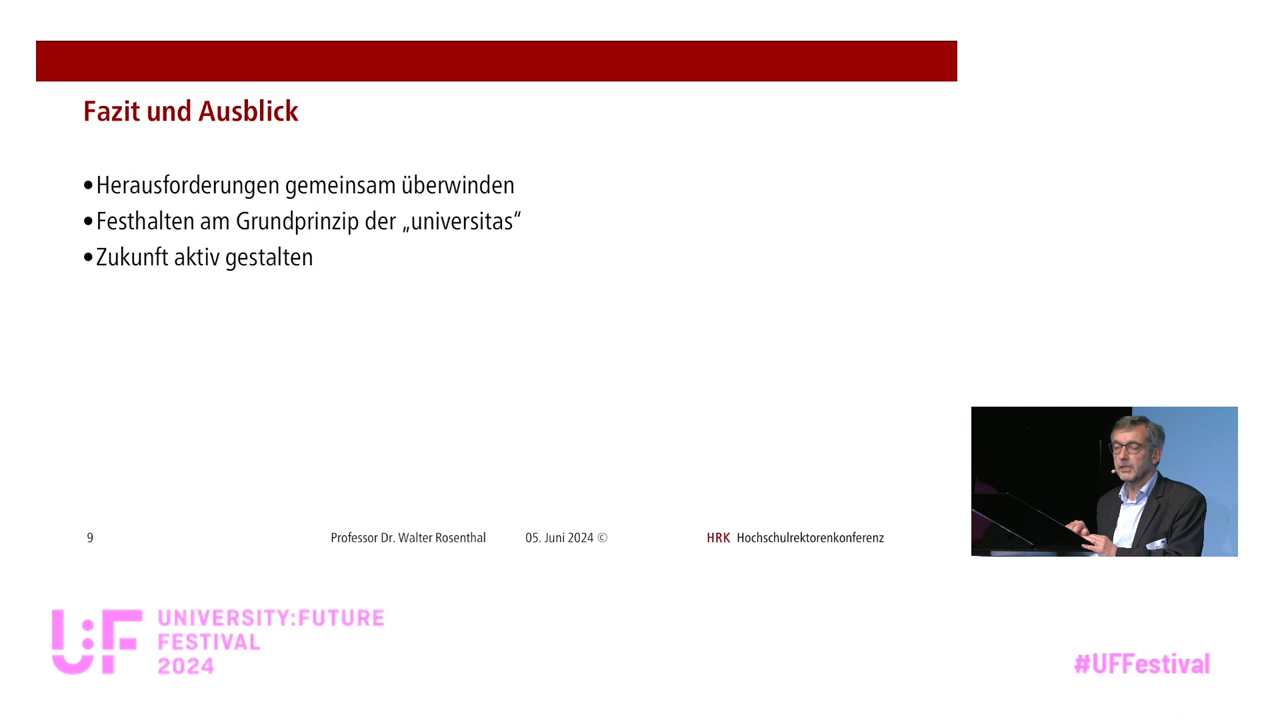 Fazit und Ausblick
•Herausforderungen gemeinsam überwinden
•Festhalten am Grundprinzip der „universitas“
•Zukunft aktiv gestalten
9 Professor Dr. Walter Rosenthal 05. Juni 2024 © HRK Hochschulrektorenkonferenz
U:F
UNIVERSITY:FUTURE
FESTIVAL
2024
#UFFestival